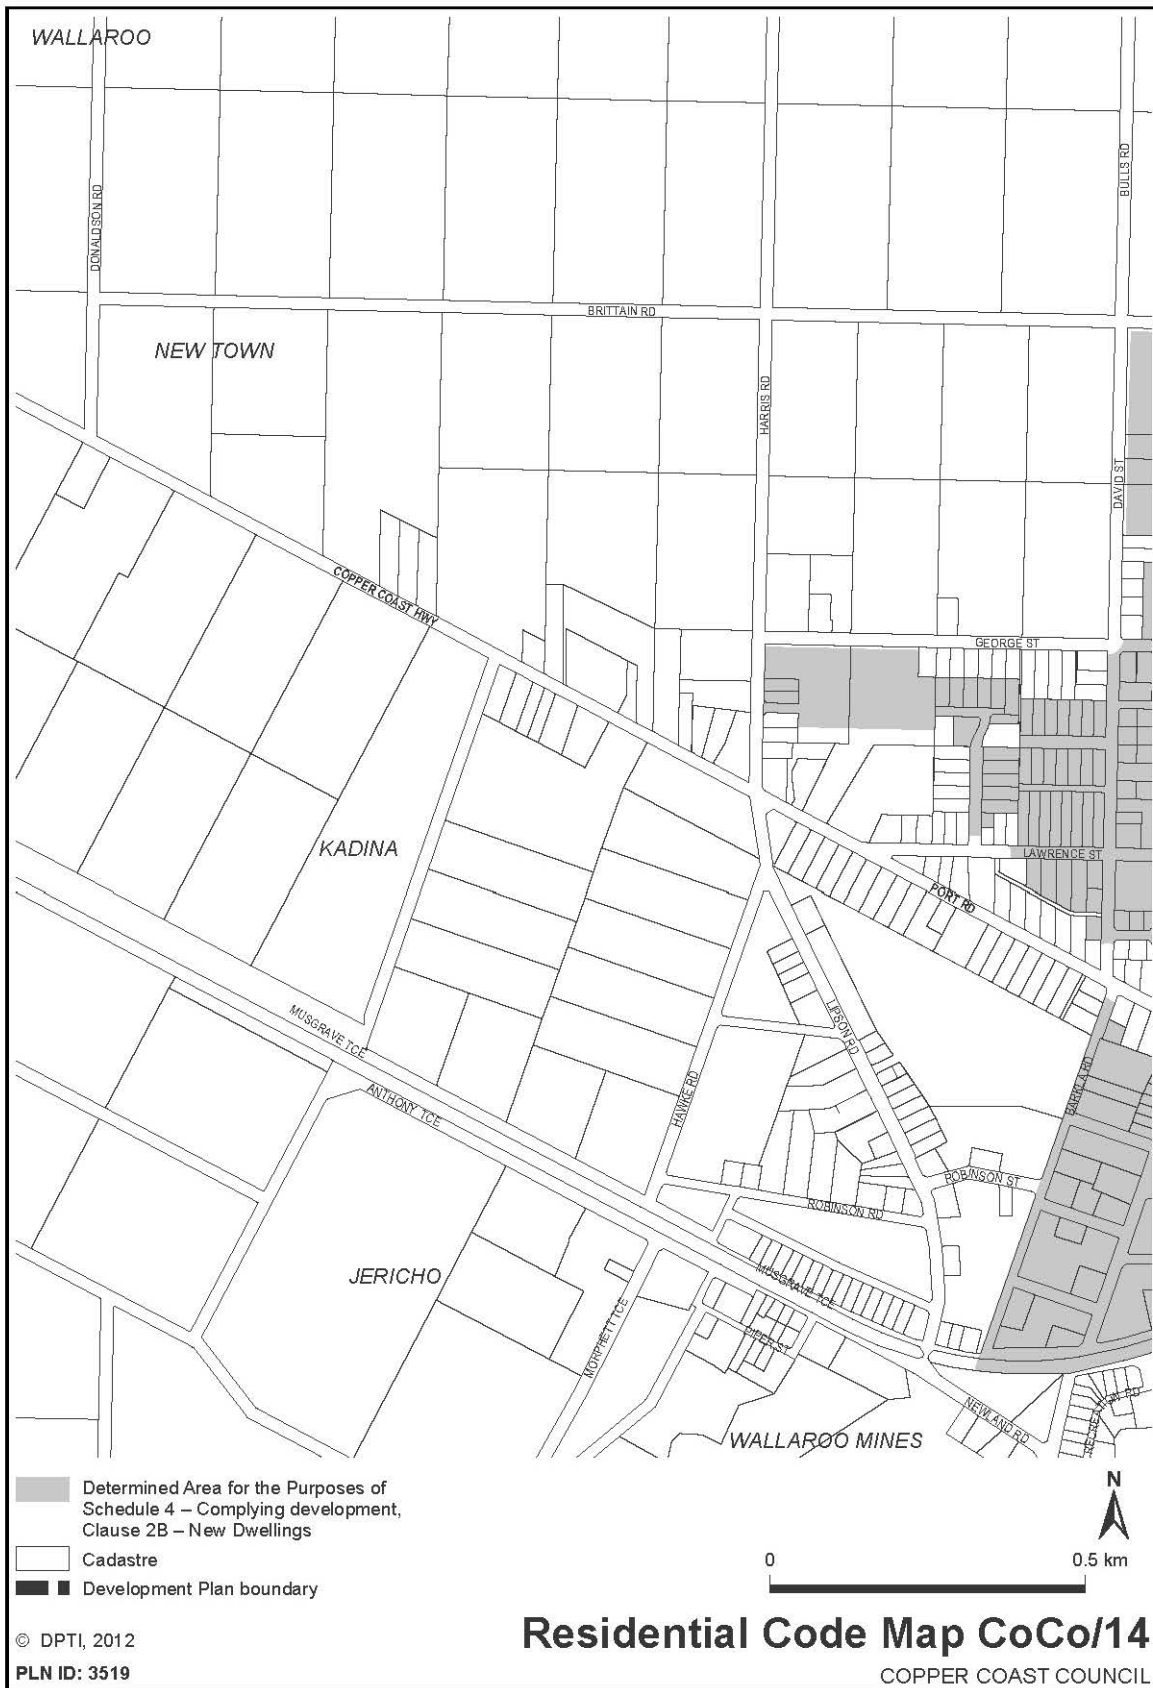 WALLAROO
DONALDSON RD
BULLS RD
BRITTAIN RD
NEW TOWN
HARRIS RD
DAVID ST
COPPER COAST HWY
GEORGE ST
KADINA
LAWRENCE ST
PORT RD
MUSGRAVE TCE
LIPSON RD
ANTHONY TCE
HAWKE RD
BARKLA RD
ROBINSON ST
ROBINSON RD
JERICHO
MUSGRAVE TCE
MORPHETT TCE
PIPER ST
NEWLAND RD
RECREATION RD
WALLAROO MINES
Determined Area for the Purposes of
Schedule 4 – Complying development,
Clause 2B – New Dwellings
Cadastre
Development Plan boundary
N
0 0.5 km
© DPTI, 2012
Residential Code Map CoCo/14
PLN ID: 3519
COPPER COAST COUNCIL